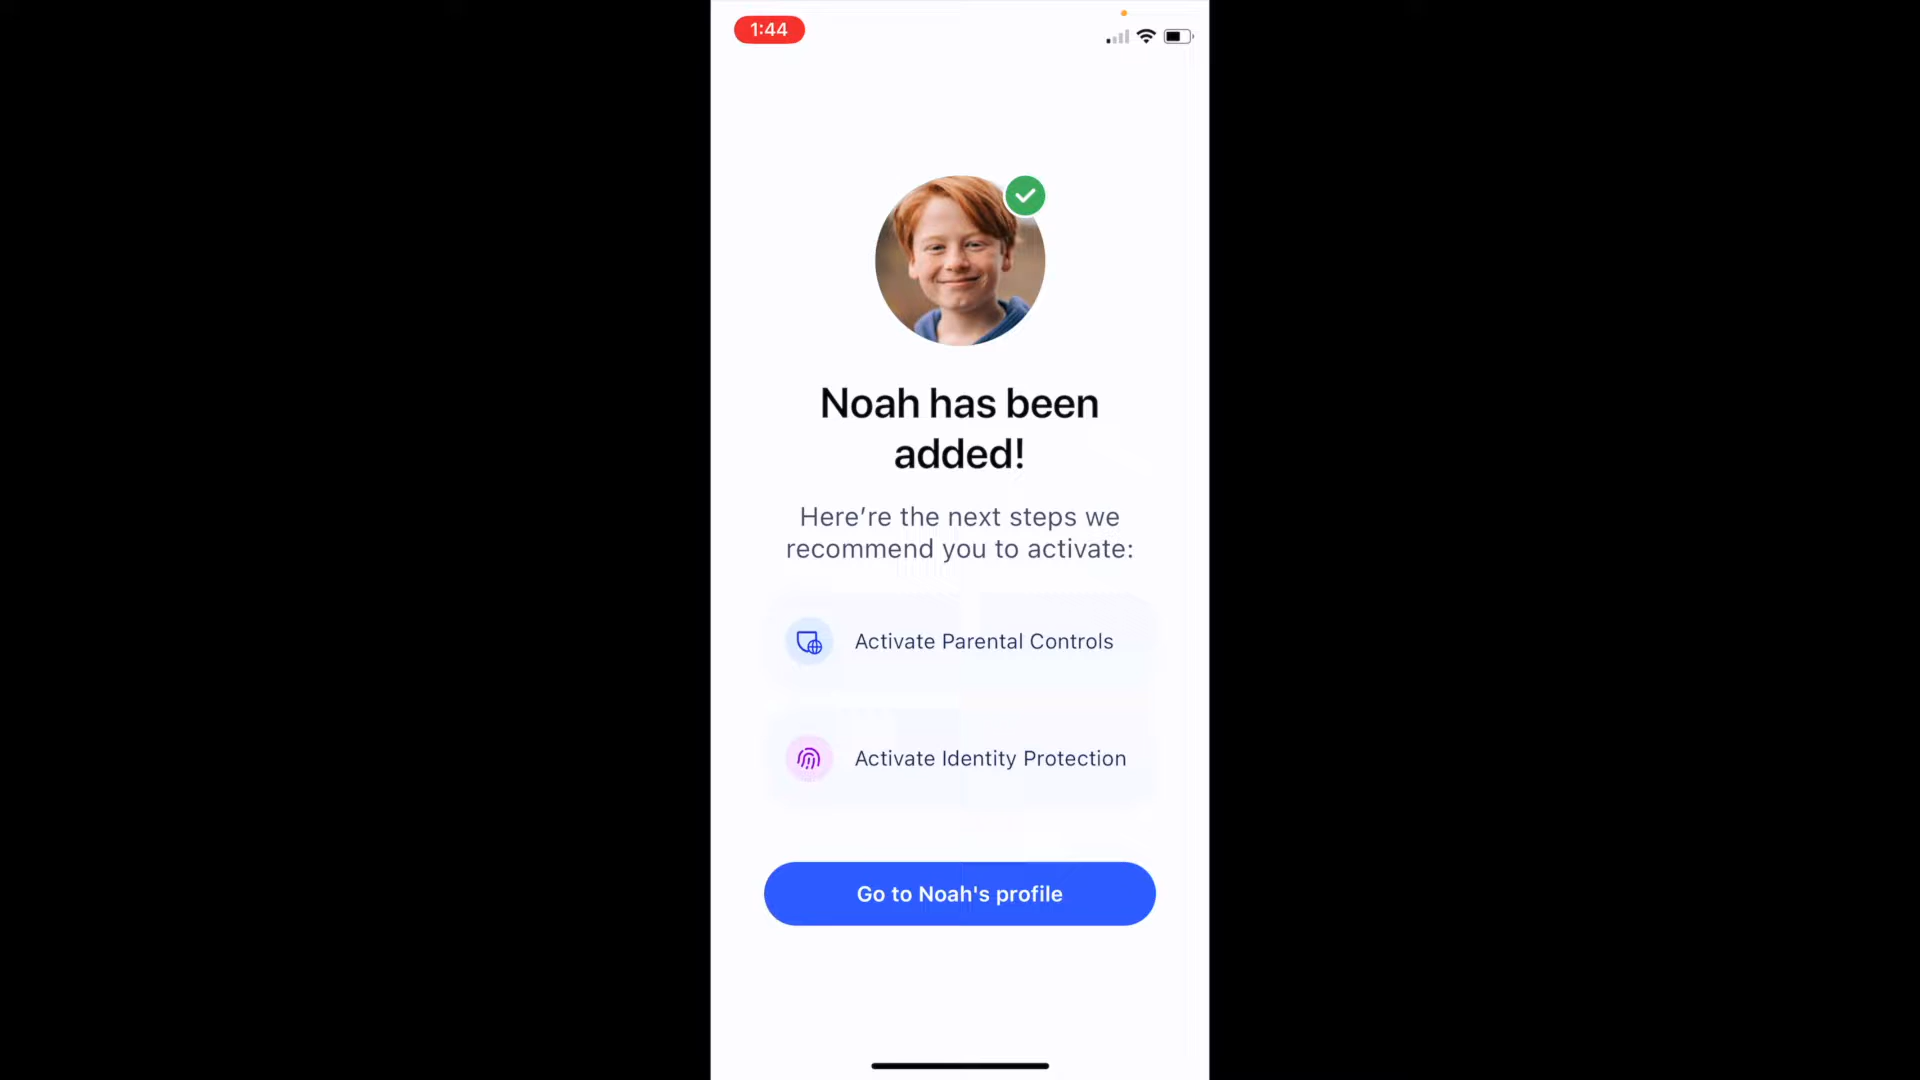 1:44
Noah has been
added!
Here’re the next steps we
recommend you to activate:
Activate Parental Controls
Activate Identity Protection
Go to Noah's profile